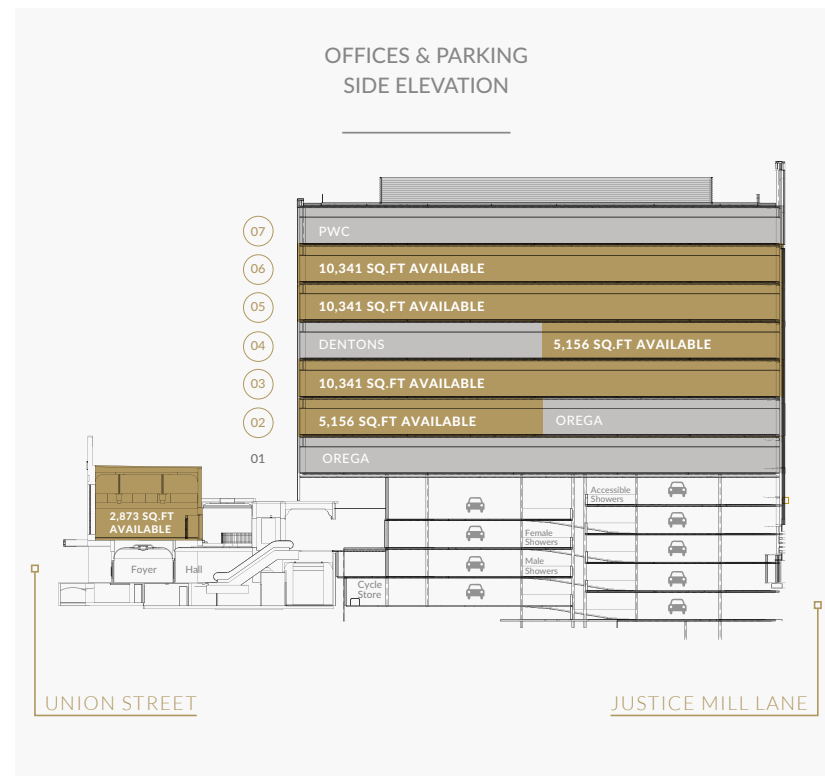 OFFICES & PARKING
SIDE ELEVATION
07
PWC
06
10,341 SQ.FT AVAILABLE
05
10,341 SQ.FT AVAILABLE
04
DENTONS
5,156 SQ.FT AVAILABLE
03
10,341 SQ.FT AVAILABLE
02
5,156 SQ.FT AVAILABLE
OREGA
01
OREGA
2,873 SQ.FT
AVAILABLE
Accessible
Showers
Female
Showers
Foyer
Hall
Male
Showers
Cycle
Store
UNION STREET
JUSTICE MILL LANE